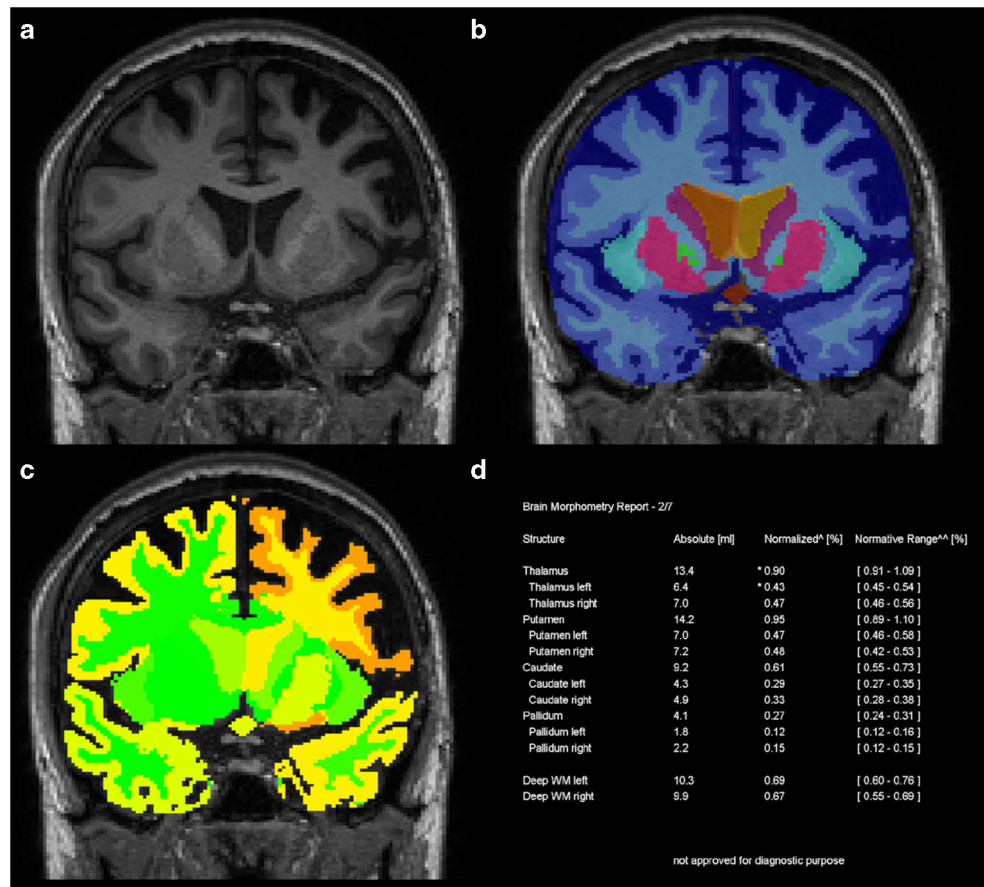 a
b
c
d
Brain Morphometry Report - 2/7
Structure Absolute [ml] Normalized^ [%] Normative Range^^ [%]
Thalamus 13.4 * 0.90 [ 0.91 - 1.09 ]
Thalamus left 6.4 * 0.43 [ 0.45 - 0.54 ]
Thalamus right 7.0 0.47 [ 0.46 - 0.56 ]
Putamen 14.2 0.95 [ 0.89 - 1.10 ]
Putamen left 7.0 0.47 [ 0.46 - 0.58 ]
Putamen right 7.2 0.48 [ 0.42 - 0.53 ]
Caudate 9.2 0.61 [ 0.55 - 0.73 ]
Caudate left 4.3 0.29 [ 0.27 - 0.35 ]
Caudate right 4.9 0.33 [ 0.28 - 0.38 ]
Pallidum 4.1 0.27 [ 0.24 - 0.31 ]
Pallidum left 1.8 0.12 [ 0.12 - 0.16 ]
Pallidum right 2.2 0.15 [ 0.12 - 0.15 ]
Deep WM left 10.3 0.69 [ 0.60 - 0.76 ]
Deep WM right 9.9 0.67 [ 0.55 - 0.69 ]
not approved for diagnostic purpose